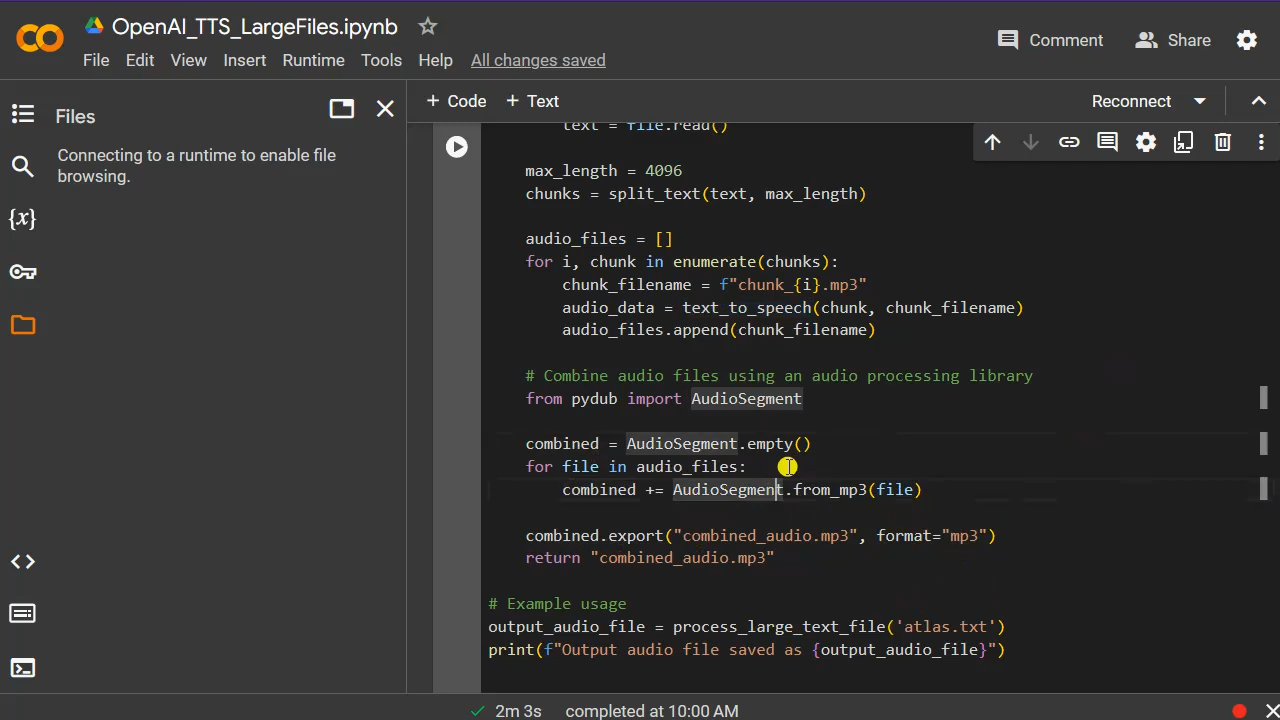 OpenAI_TTS_LargeFiles.ipynb
File Edit View Insert Runtime Tools Help All changes saved
Comment Share
Files
Connecting to a runtime to enable file
browsing.
+ Code + Text
Reconnect
text = file.read()
max_length = 4096
chunks = split_text(text, max_length)
audio_files = []
for i, chunk in enumerate(chunks):
chunk_filename = f"chunk_{i}.mp3"
audio_data = text_to_speech(chunk, chunk_filename)
audio_files.append(chunk_filename)
# Combine audio files using an audio processing library
from pydub import AudioSegment
combined = AudioSegment.empty()
for file in audio_files:
combined += AudioSegment.from_mp3(file)
combined.export("combined_audio.mp3", format="mp3")
return "combined_audio.mp3"
# Example usage
output_audio_file = process_large_text_file('atlas.txt')
print(f"Output audio file saved as {output_audio_file}")
2m 3s completed at 10:00 AM